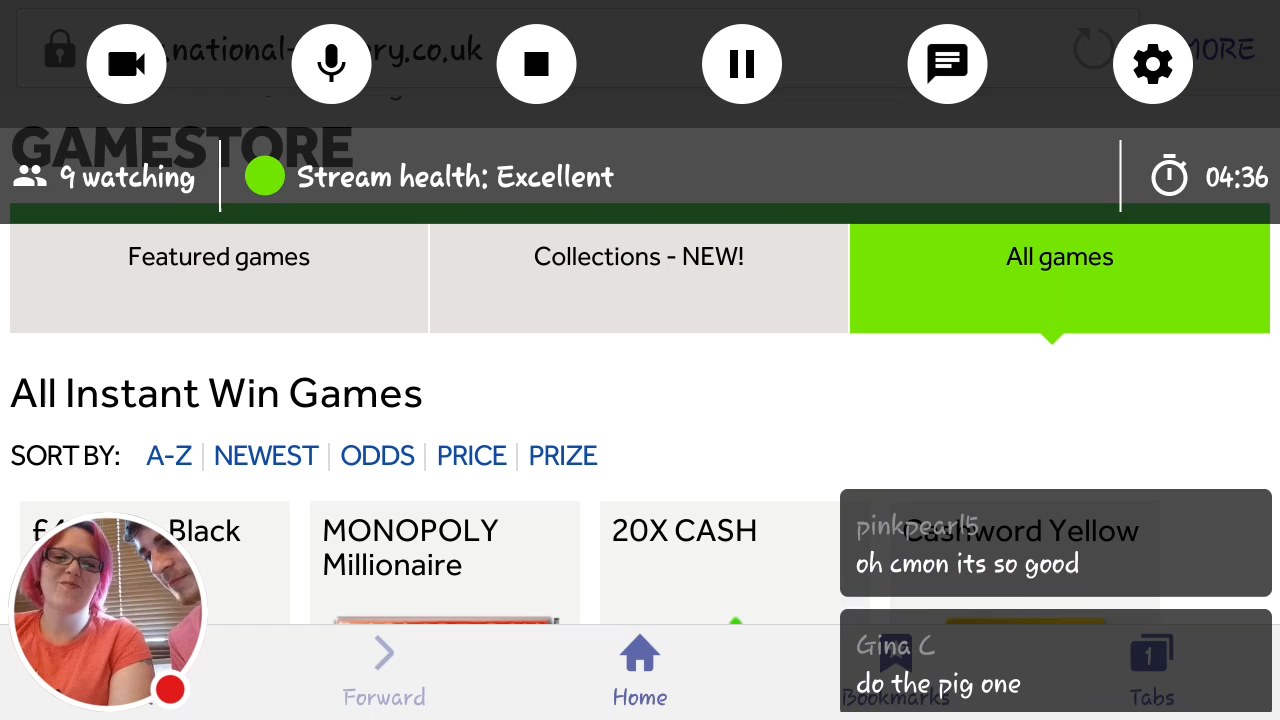 .national-
ery.co.uk
MORE
GAMESTORE
9 watching
Stream health: Excellent
04:36
Featured games
Collections - NEW!
All games
All Instant Win Games
SORT BY: A-Z NEWEST ODDS PRICE PRIZE
Black
MONOPOLY
Millionaire
20X CASH
Cashword Yellow
pinkpearl5
oh cmon its so good
Gina C
do the pig one
Forward
Home
Bookmarks
1
Tabs